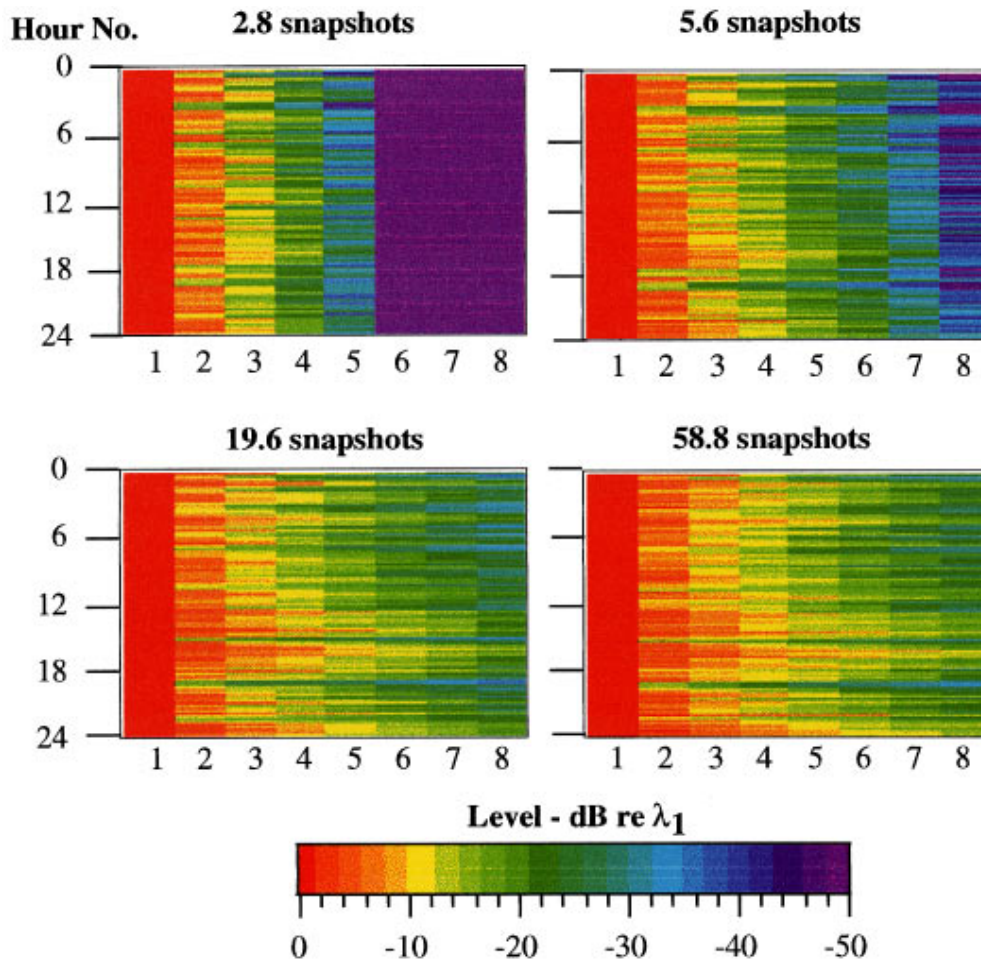 Hour No.
2.8 snapshots
5.6 snapshots
0
6
12
18
24
1 2 3 4 5 6 7 8
1 2 3 4 5 6 7 8
19.6 snapshots
58.8 snapshots
0
6
12
18
24
1 2 3 4 5 6 7 8
1 2 3 4 5 6 7 8
Level - dB re λ1
0 -10 -20 -30 -40 -50